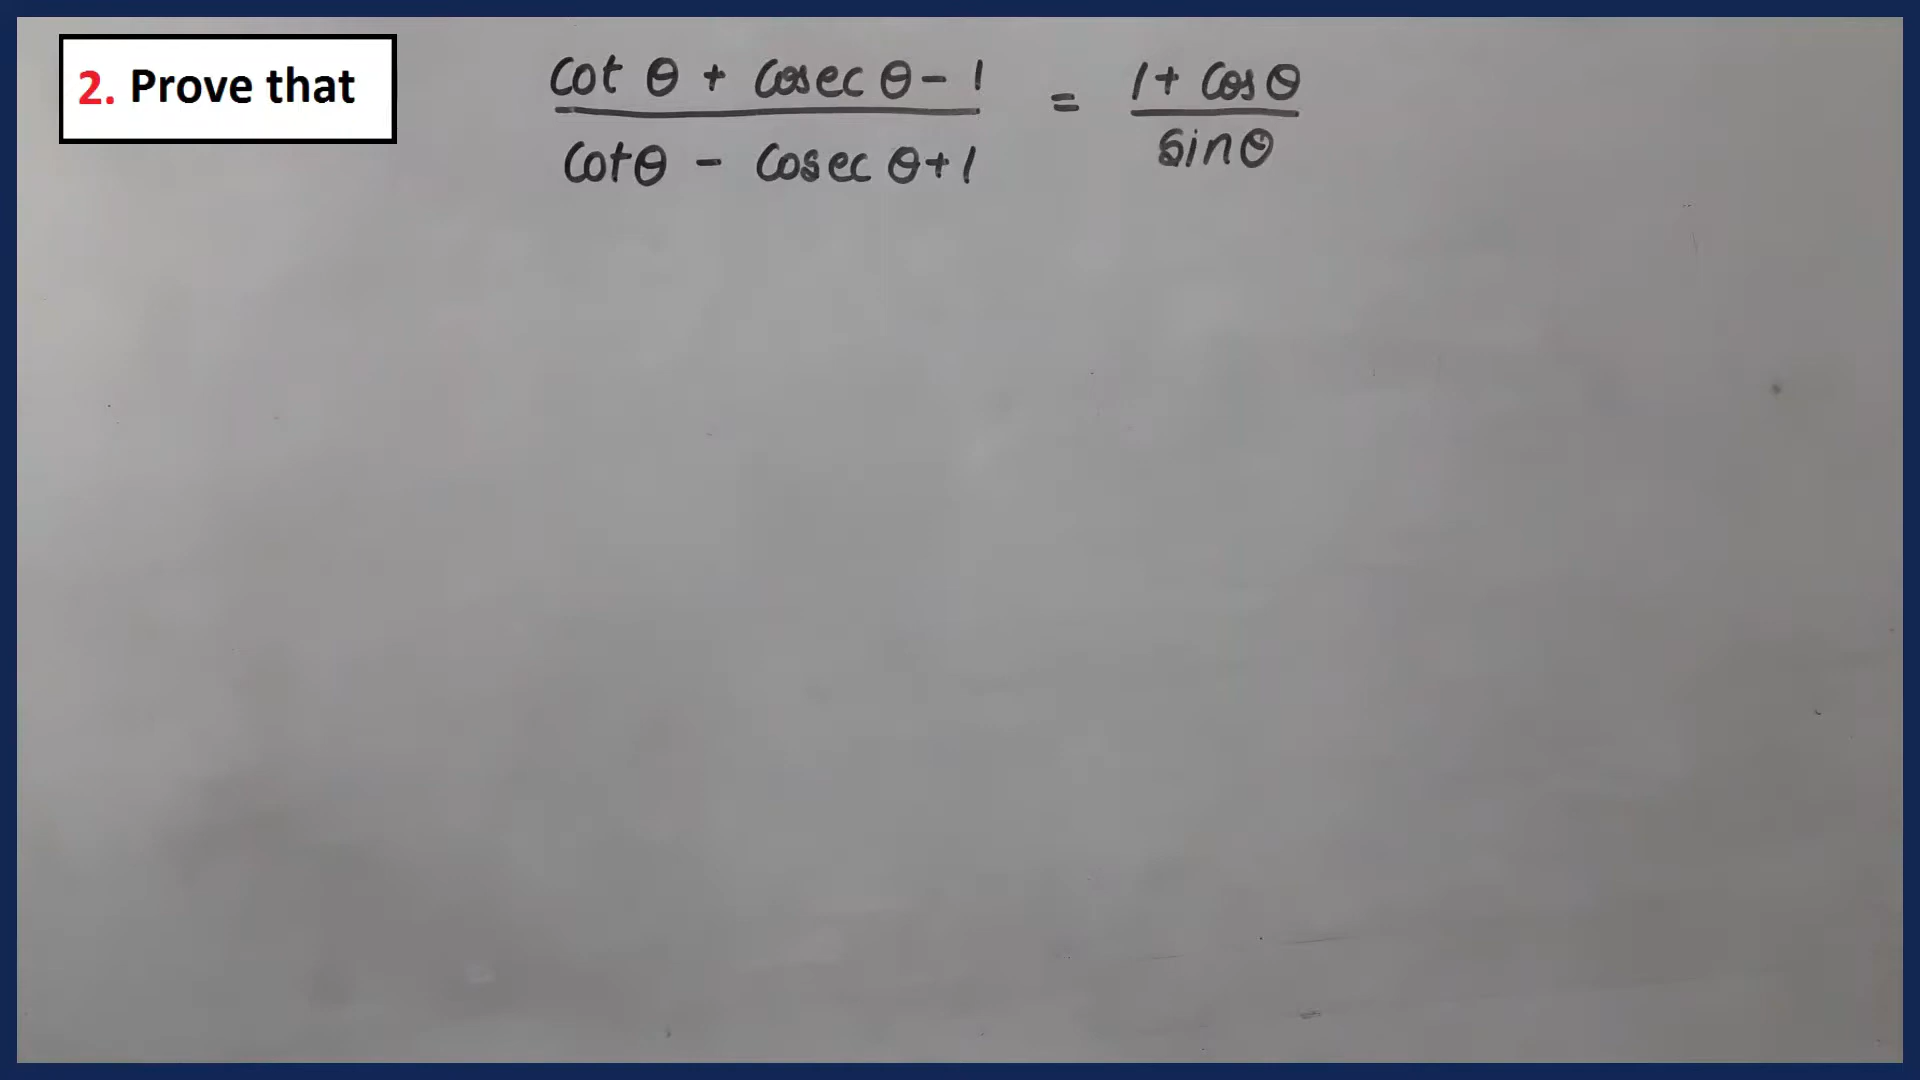 2. Prove that
cot θ + cosec θ - 1 = 1 + cos θ
cot θ - cosec θ + 1 sin θ